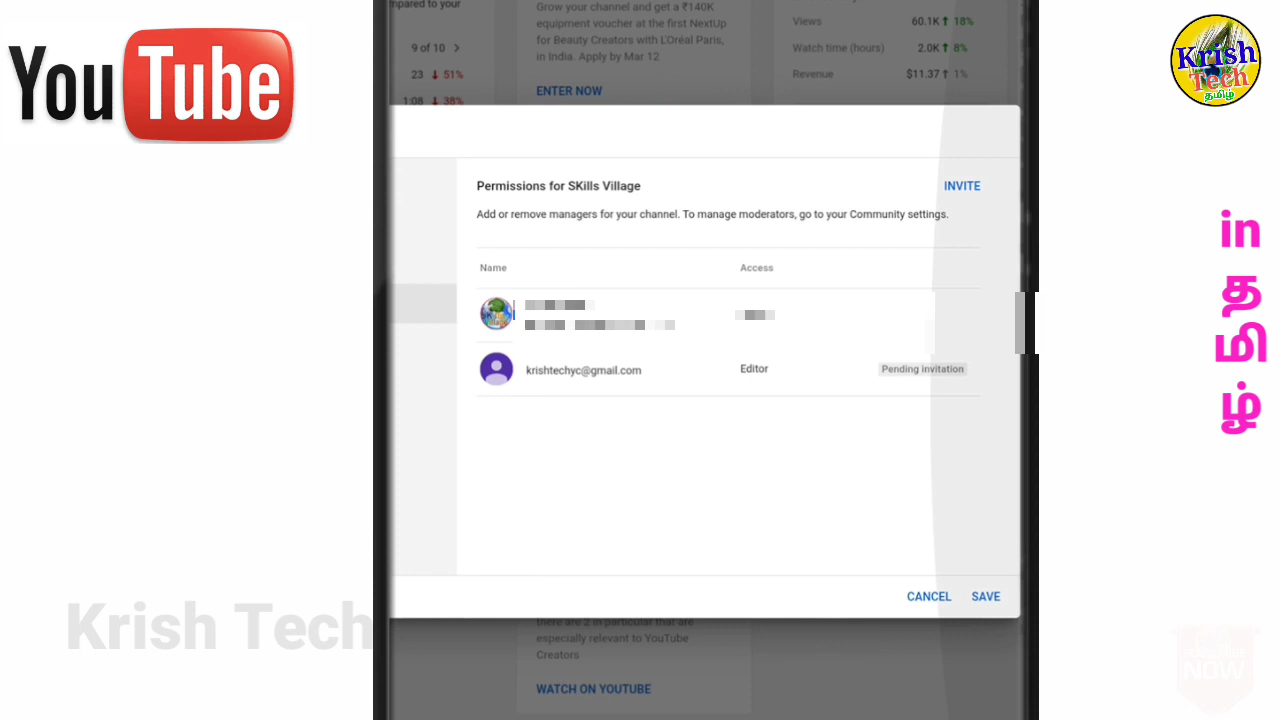 YouTube
Krish
Tech
தமிழ்
in
த
மி
ழ்
mpared to your
9 of 10
23 51%
1:08 38%
Grow your channel and get a ₹140K
equipment voucher at the first NextUp
for Beauty Creators with L'Oréal Paris,
in India. Apply by Mar 12
ENTER NOW
Views 60.1K 18%
Watch time (hours) 2.0K 8%
Revenue $11.37 1%
Permissions for SKills Village
INVITE
Add or remove managers for your channel. To manage moderators, go to your Community settings.
Name Access
krishtechyc@gmail.com Editor Pending invitation
CANCEL SAVE
there are 2 in particular that are
especially relevant to YouTube
Creators
WATCH ON YOUTUBE
Krish Tech
NOW